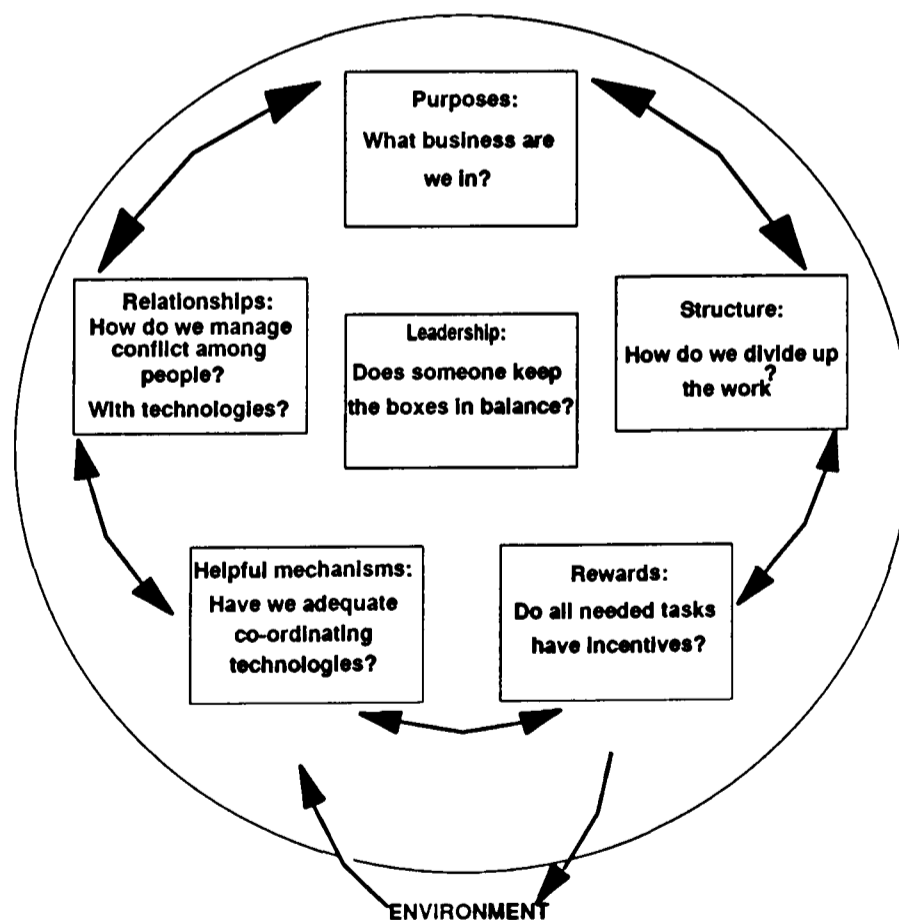 Purposes:
What business are
we in?
Relationships:
How do we manage
conflict among
people?
With technologies?
Leadership:
Does someone keep
the boxes in balance?
Structure:
How do we divide up
the work?
Helpful mechanisms:
Have we adequate
co-ordinating
technologies?
Rewards:
Do all needed tasks
have incentives?
ENVIRONMENT